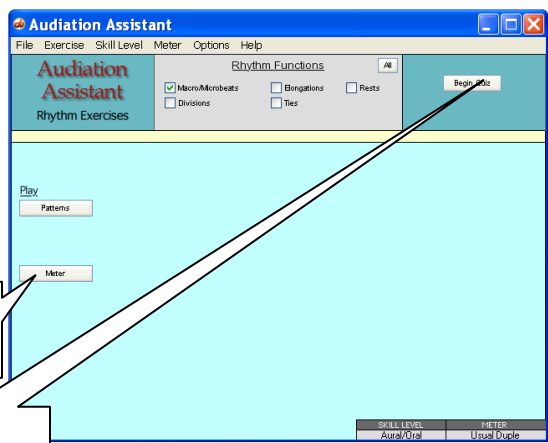 Audiation Assistant
File Exercise Skill Level Meter Options Help
Audiation
Assistant
Rhythm Exercises
Rhythm Functions
All
Macro/Microbeats
Elongations
Rests
Divisions
Ties
Begin Quiz
Play
Patterns
Meter
SKILL LEVEL METER
Aural/Oral Usual Duple